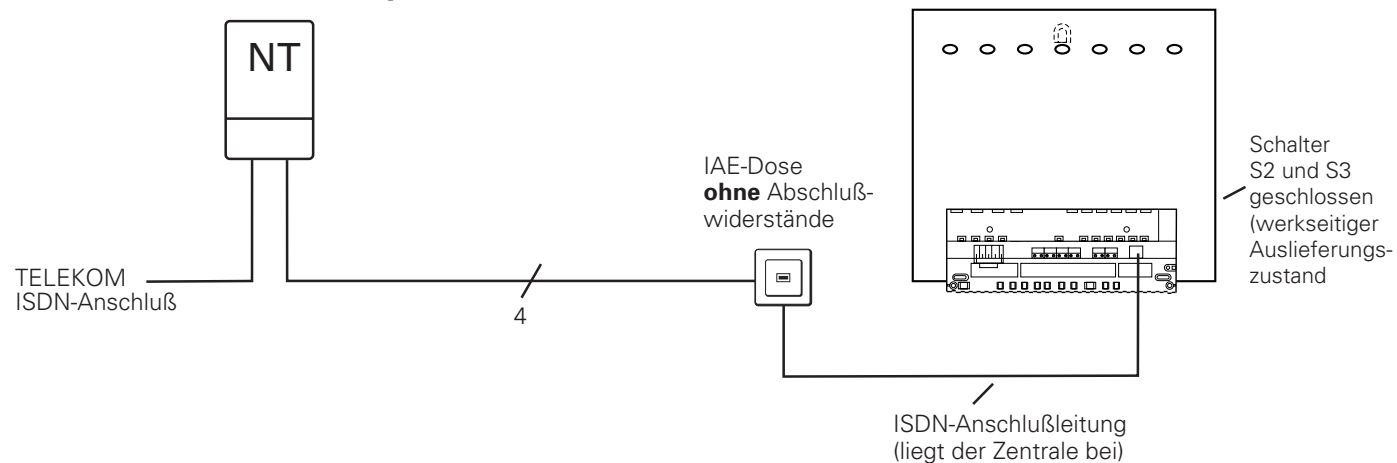 NT
IAE-Dose
ohne Abschluß-
widerstände
Schalter
S2 und S3
geschlossen
(werkseitiger
Auslieferungs-
zustand
TELEKOM
ISDN-Anschluß
4
ISDN-Anschlußleitung
(liegt der Zentrale bei)